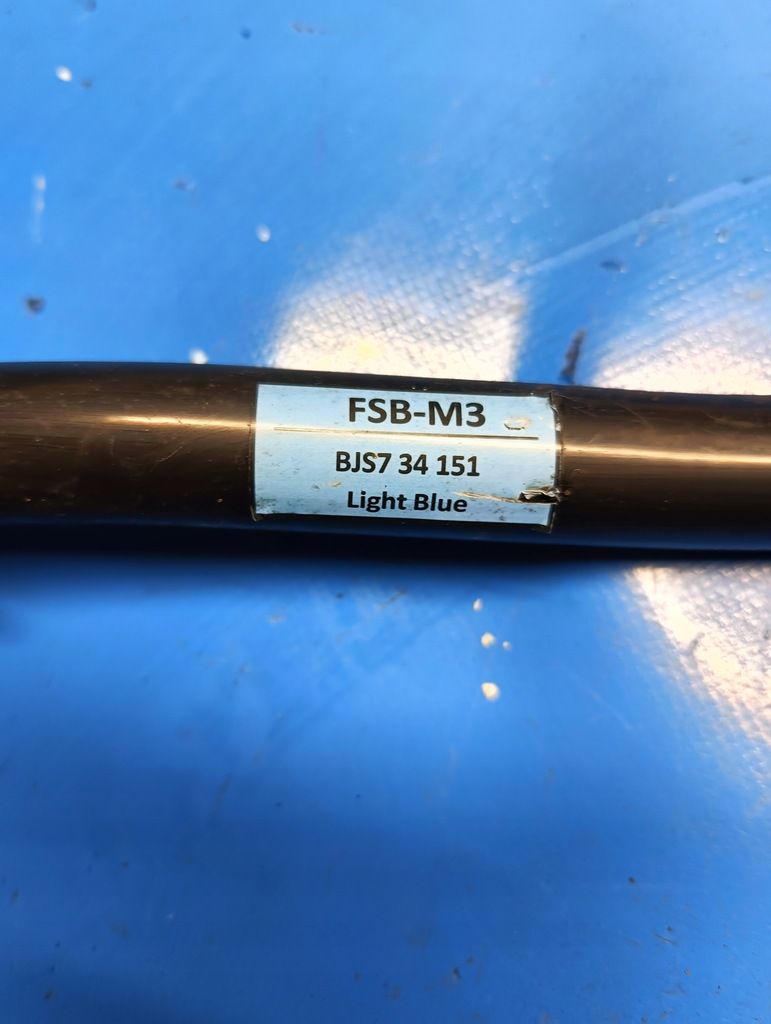 FSB-M3
BJS7 34 151
Light Blue